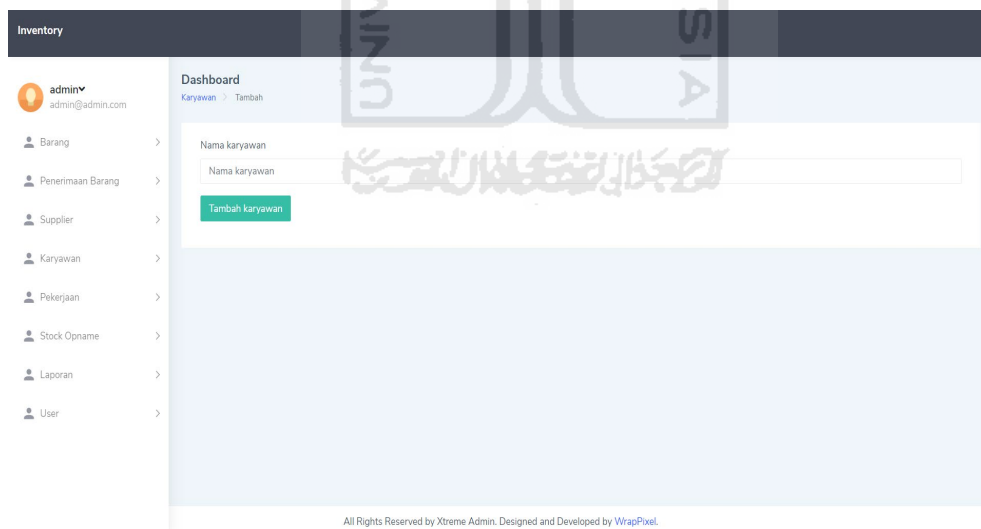 Inventory
admin
admin@admin.com
Barang
Penerimaan Barang
Supplier
Karyawan
Pekerjaan
Stock Opname
Laporan
User
Dashboard
Karyawan > Tambah
Nama karyawan
Nama karyawan
Tambah karyawan
All Rights Reserved by Xtreme Admin. Designed and Developed by WrapPixel.